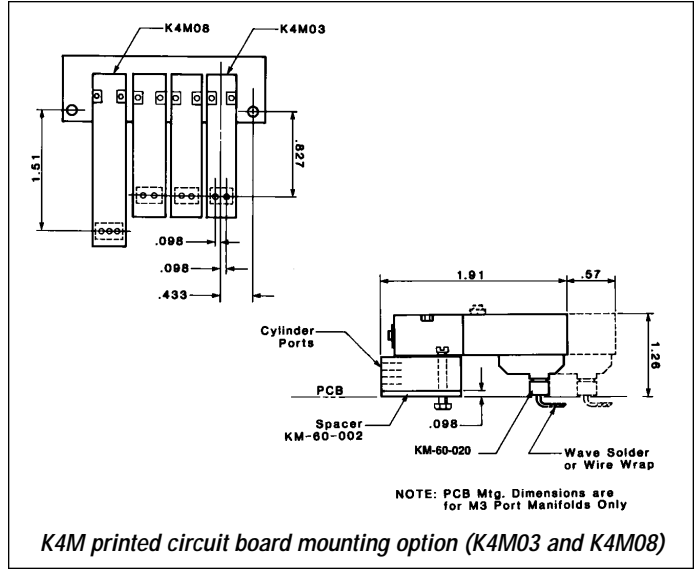 K4M08
K4M03
1.51
.827
.098
.098
.433
1.91
.57
1.26
Cylinder
Ports
PCB
Spacer
KM-60-002
.098
KM-60-020
Wave Solder
or Wire Wrap
NOTE: PCB Mtg. Dimensions are
for M3 Port Manifolds Only
K4M printed circuit board mounting option (K4M03 and K4M08)